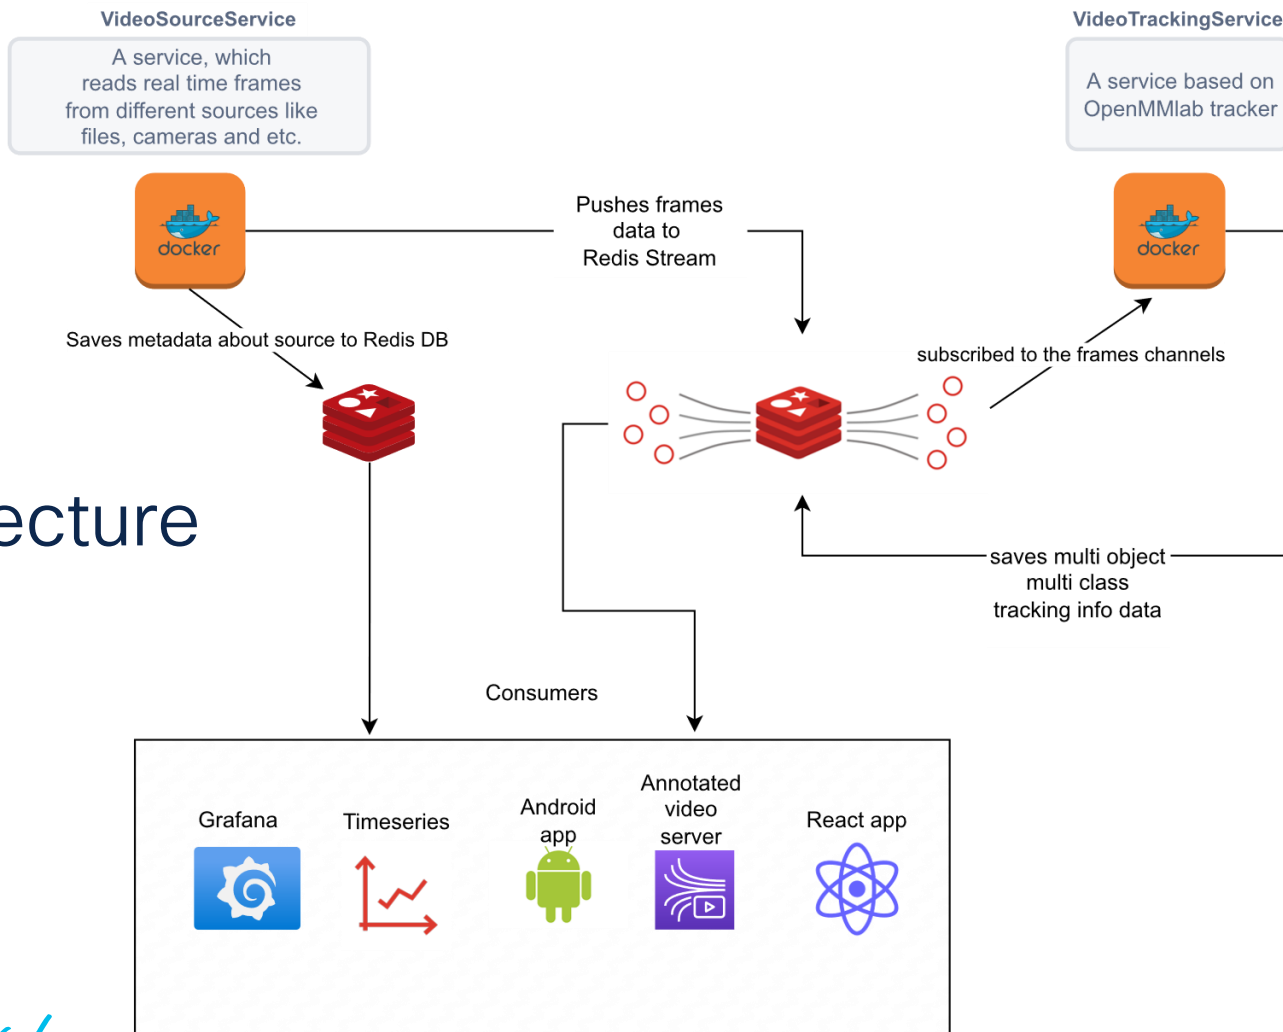 VideoSourceService
A service, which
reads real time frames
from different sources like
files, cameras and etc.
VideoTrackingService
A service based on
OpenMMlab tracker
docker
Pushes frames
data to
Redis Stream
docker
Saves metadata about source to Redis DB
subscribed to the frames channels
ecture
saves multi object
multi class
tracking info data
Consumers
Grafana
Timeseries
Android
app
Annotated
video
server
React app